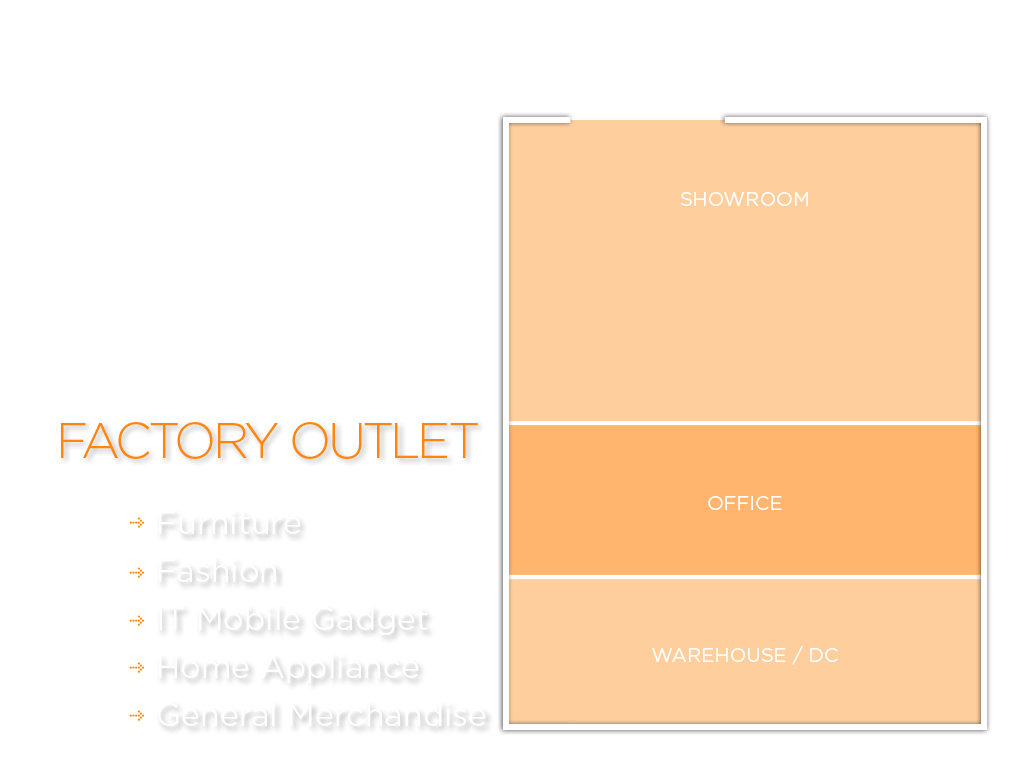 SHOWROOM
FACTORY OUTLET
OFFICE
Furniture
Fashion
IT Mobile Gadget
Home Appliance
General Merchandise
WAREHOUSE / DC